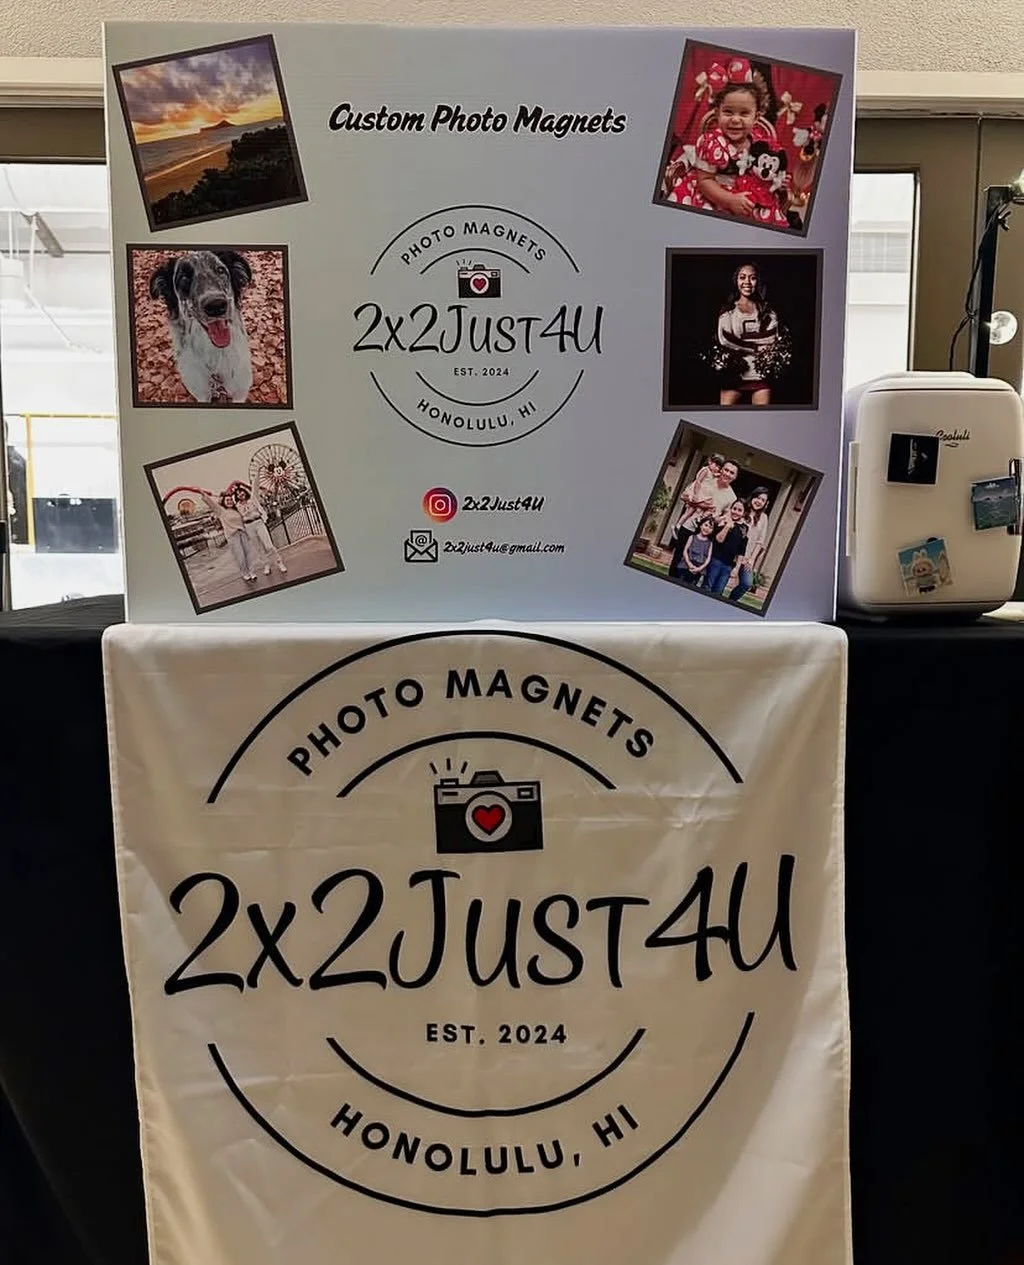 Custom Photo Magnets
PHOTO MAGNETS
2x2Just4U
EST. 2024
HONOLULU, HI
2x2Just4U
2x2just4u@gmail.com
Cooluli
PHOTO MAGNETS
2x2Just4U
EST. 2024
HONOLULU, HI